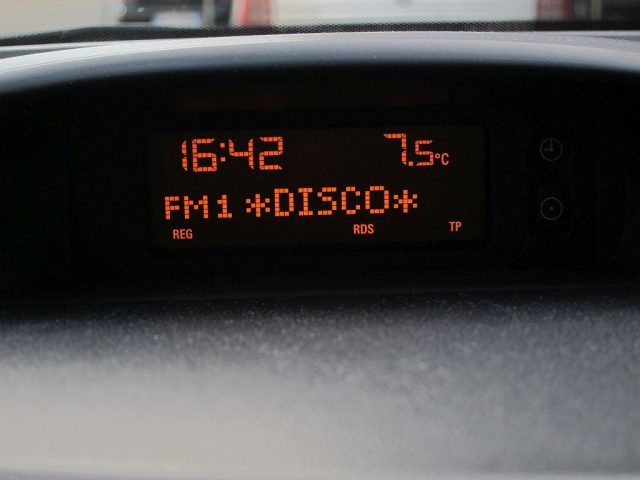 16:42 7.5°C
FM1 *DISCO*
REG RDS TP